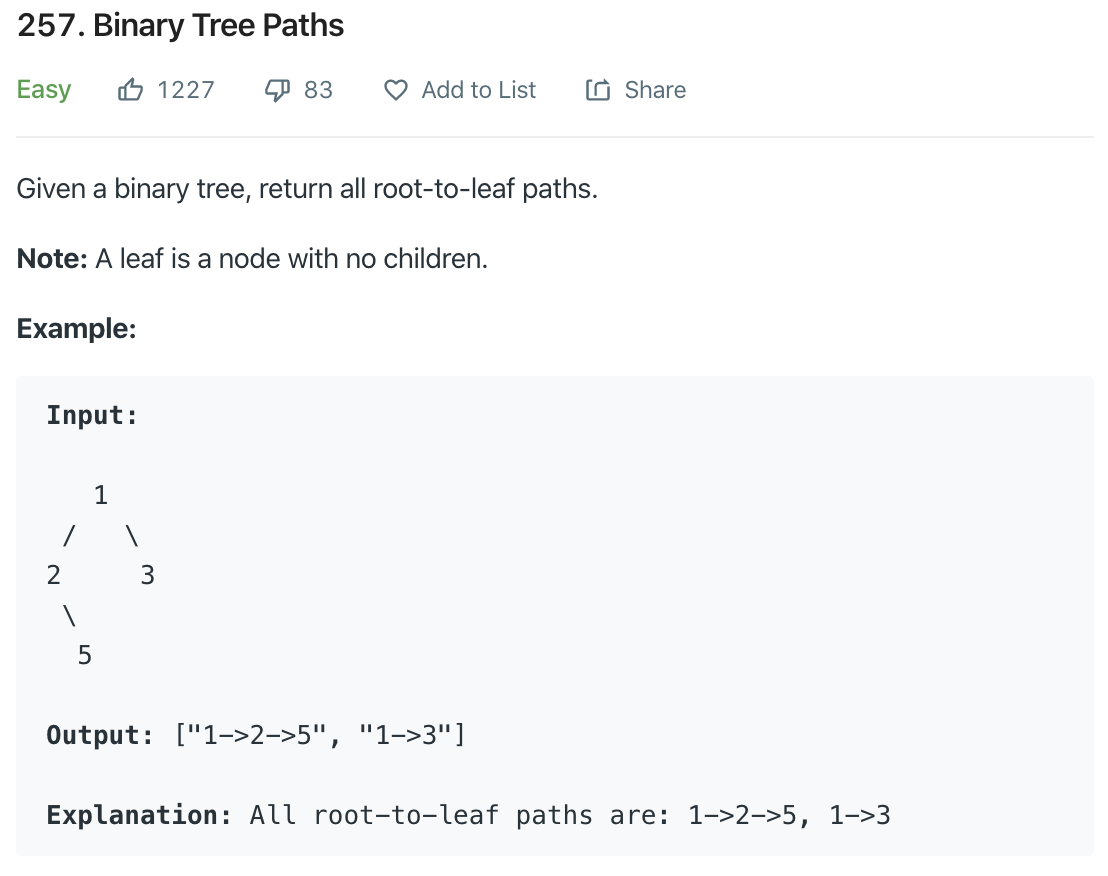 257. Binary Tree Paths
Easy 1227 83 Add to List Share
Given a binary tree, return all root-to-leaf paths.
Note: A leaf is a node with no children.
Example:
Input:
   1
 /   \
2     3
 \
  5
Output: ["1->2->5", "1->3"]
Explanation: All root-to-leaf paths are: 1->2->5, 1->3